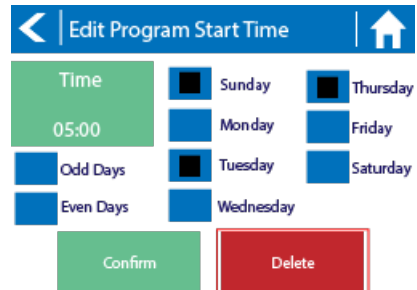 Edit Program Start Time
Time
05:00
Odd Days
Even Days
Sunday
Monday
Tuesday
Wednesday
Thursday
Friday
Saturday
Confirm
Delete